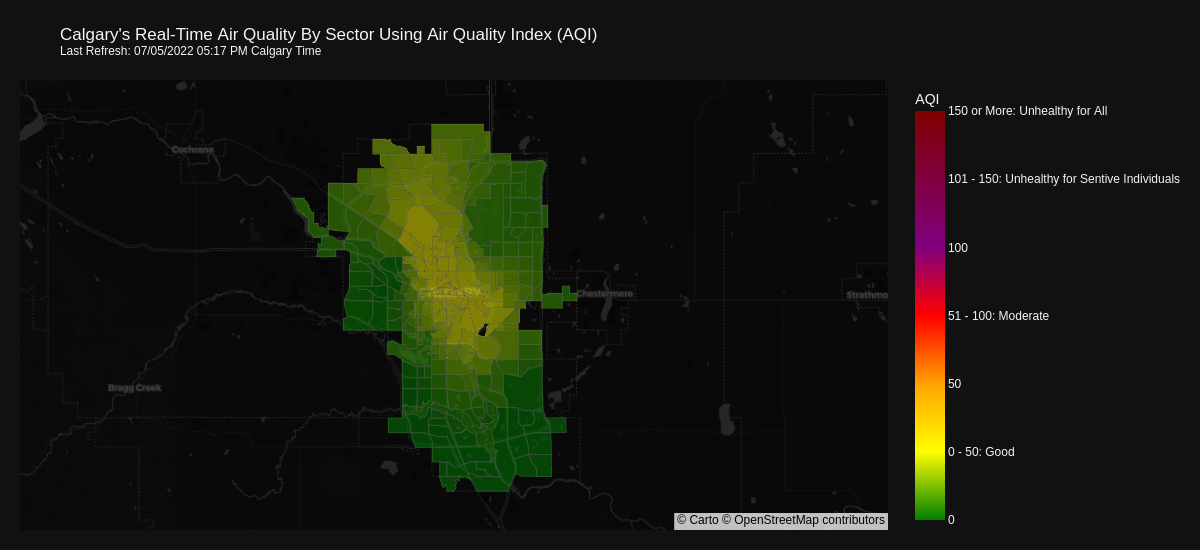 Calgary's Real-Time Air Quality By Sector Using Air Quality Index (AQI)
Last Refresh: 07/05/2022 05:17 PM Calgary Time
AQI
150 or More: Unhealthy for All
101 - 150: Unhealthy for Sentive Individuals
100
51 - 100: Moderate
50
0 - 50: Good
0
Cochrane
Chestermere
Strathmo
Bragg Creek
© Carto © OpenStreetMap contributors